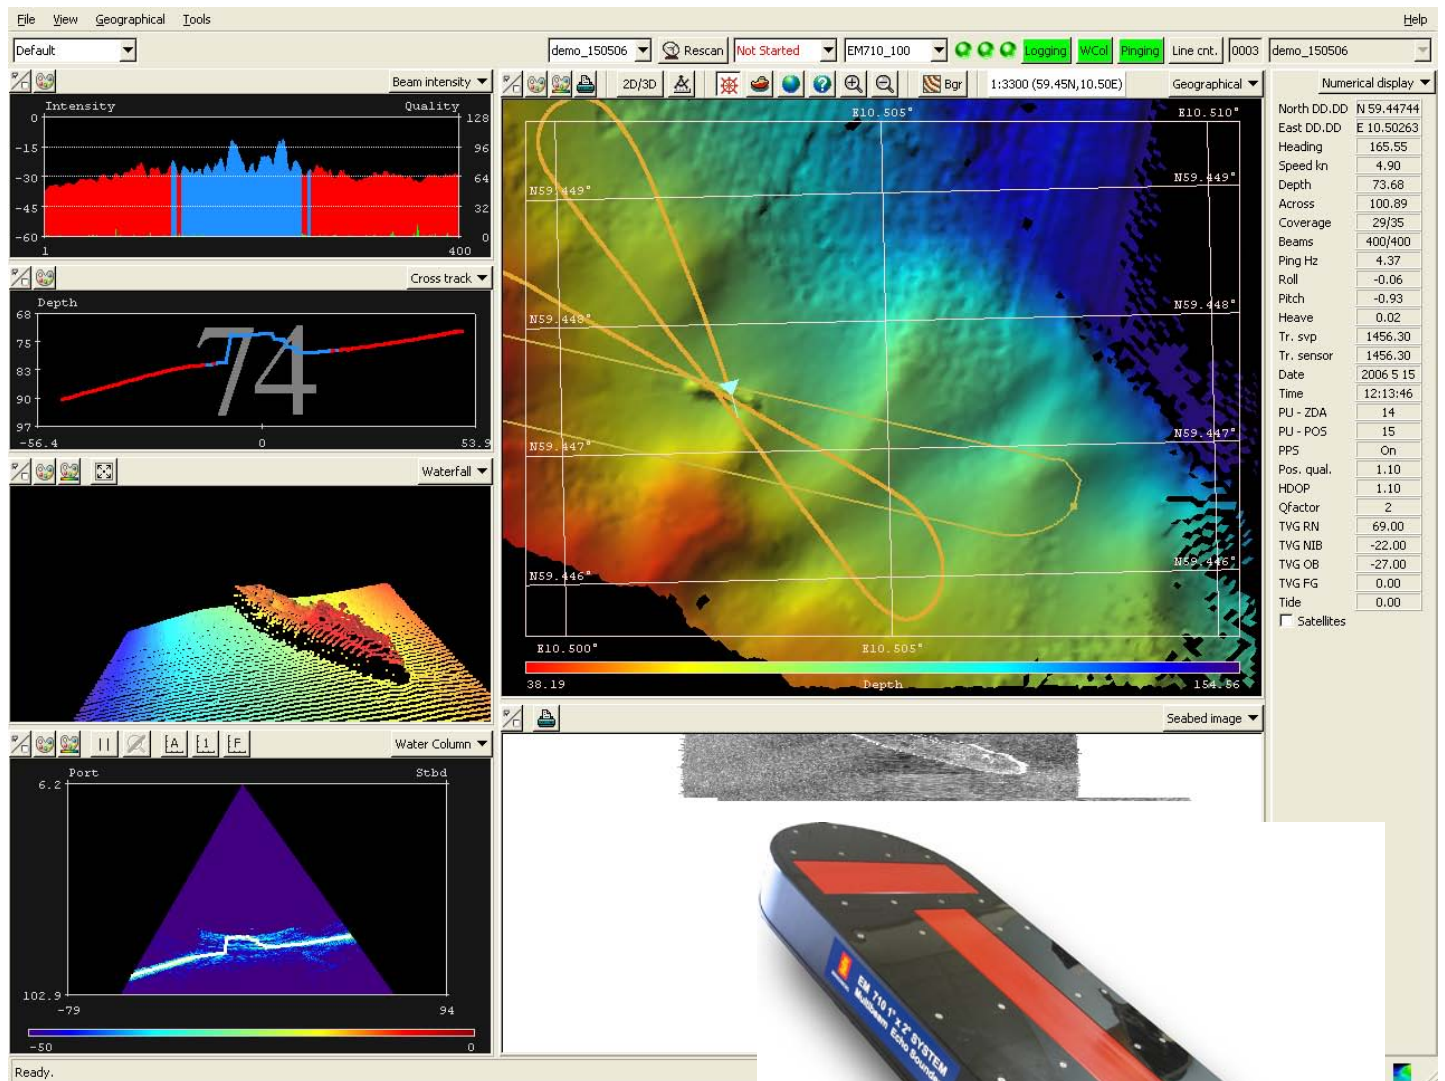 File View Geographical Tools Help
Default demo_150506 Rescan Not Started EM710_100 Logging WCol Pinging Line cnt. 0003 demo_150506
Beam intensity
Intensity Quality
0 128
-15 96
-30 64
-45 32
-60 0
1 400
Cross track
Depth
68
75
83
90
97
74
-56.4 0 53.9
Waterfall
A 1 F Water Column
Port Stbd
6.2
102.9
-79 94
-50 0
2D/3D Bgr 1:3300 (59.45N,10.50E) Geographical
E10.505° E10.510°
N59.449° N59.449°
N59.448° N59.448°
N59.447° N59.447°
N59.446° N59.446°
E10.500° E10.505°
38.19 Depth 154.56
Seabed image
EM 710 1° x 2° SYSTEM
Multibeam Echo Sounder
Numerical display
North DD.DD N 59.44744
East DD.DD E 10.50263
Heading 165.55
Speed kn 4.90
Depth 73.68
Across 100.89
Coverage 29/35
Beams 400/400
Ping Hz 4.37
Roll -0.06
Pitch -0.93
Heave 0.02
Tr. svp 1456.30
Tr. sensor 1456.30
Date 2006 5 15
Time 12:13:46
PU - ZDA 14
PU - POS 15
PPS On
Pos. qual. 1.10
HDOP 1.10
Qfactor 2
TVG RN 69.00
TVG NIB -22.00
TVG OB -27.00
TVG FG 0.00
Tide 0.00
Satellites
Ready.